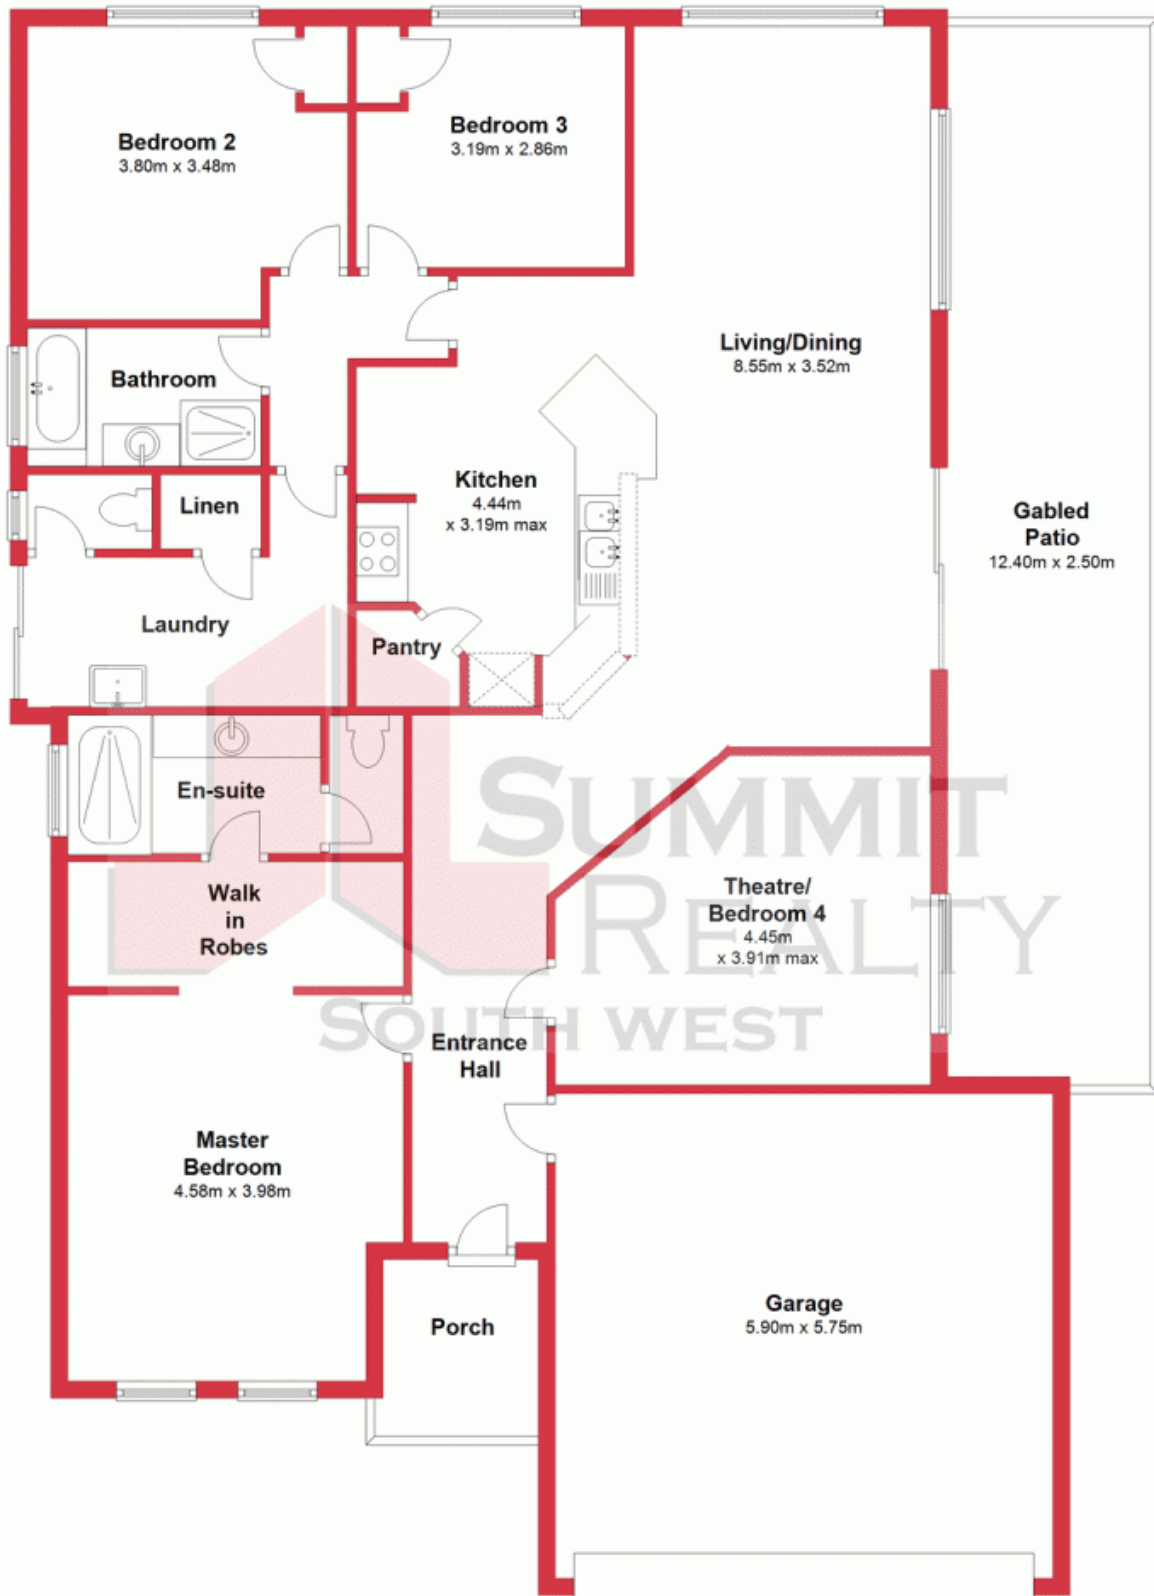 Bedroom 2
3.80m x 3.48m
Bedroom 3
3.19m x 2.86m
Living/Dining
8.55m x 3.52m
Bathroom
Kitchen
4.44m
x 3.19m max
Linen
Gabled
Patio
12.40m x 2.50m
Laundry
Pantry
En-suite
SUMMIT
REALTY
SOUTH WEST
Walk
in
Robes
Theatre/
Bedroom 4
4.45m
x 3.91m max
Entrance
Hall
Master
Bedroom
4.58m x 3.98m
Porch
Garage
5.90m x 5.75m